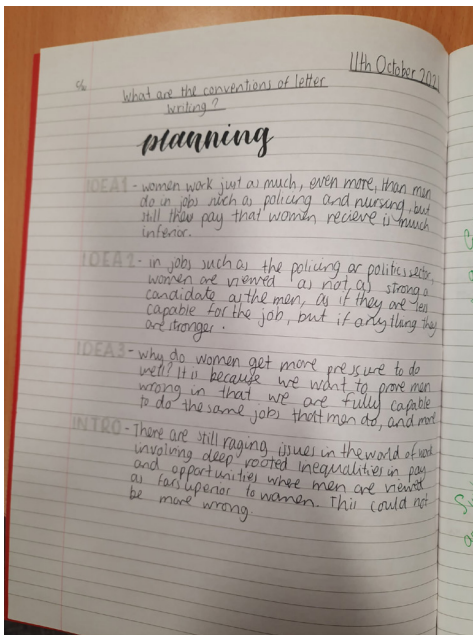 11th October 2021
What are the conventions of letter
writing?
planning
IDEA 1 - women work just as much, even more, than men
do in jobs such as policing and nursing, but
still they pay that women recieve is much
inferior.
IDEA 2 - in jobs such as the policing or politics sector,
women are viewed as not as strong a
candidate as the men, as if they are less
capable for the job, but if anything they
are stronger.
IDEA 3 - why do women get more pressure to do
well? It is because we want to prove men
wrong in that we are fully capable
to do the same jobs that men do, and more
INTRO - There are still raging issues in the world of work
involving deep rooted inequalities in pay
and opportunities where men are viewed
as far superior to women. This could not
be more wrong.